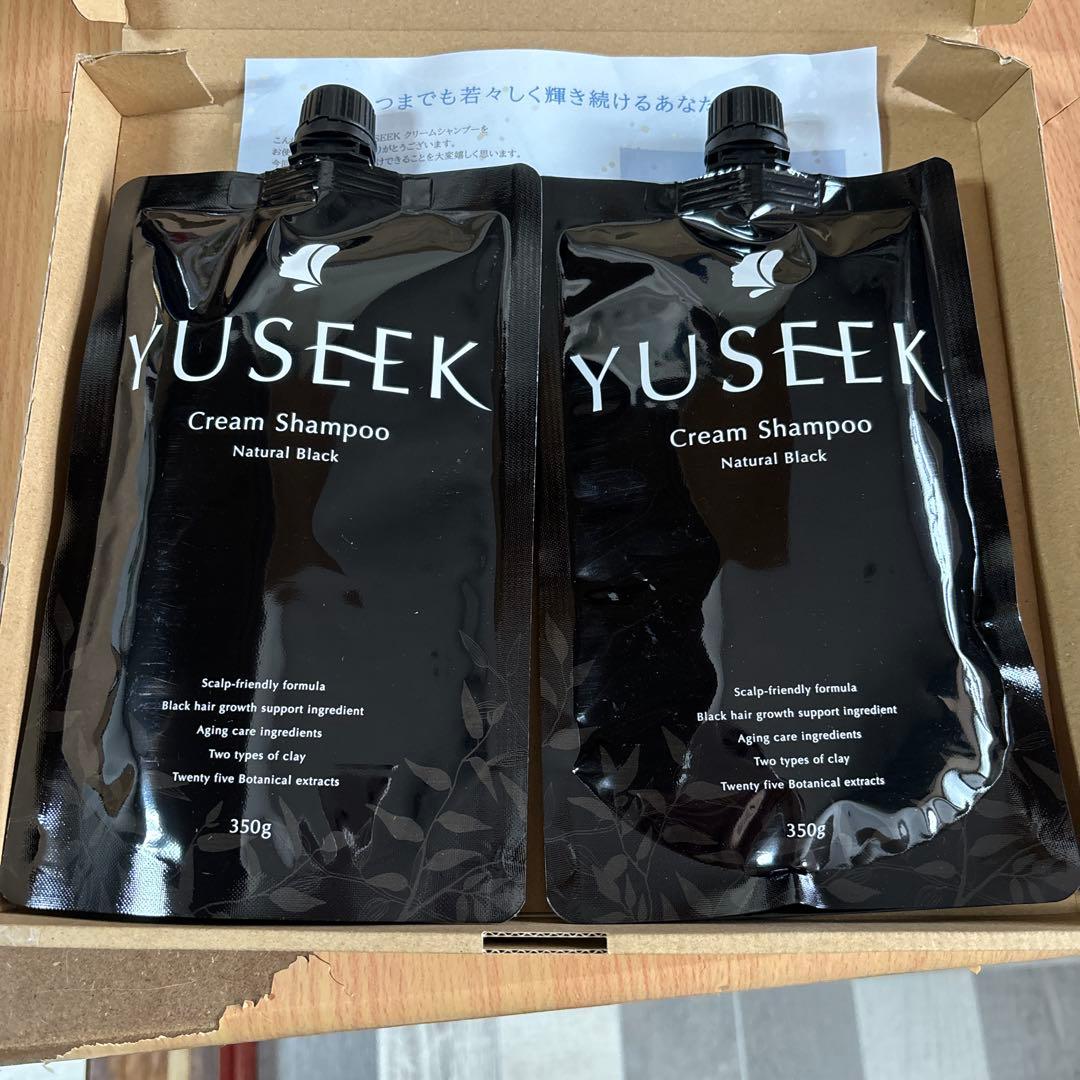 つまでも若々しく輝き続けるあなた
SEEK クリームシャンプーを
がとうございます。
できることを大変嬉しく思います。
YUSEEK
Cream Shampoo
Natural Black
Scalp-friendly formula
Black hair growth support ingredient
Aging care ingredients
Two types of clay
Twenty five Botanical extracts
350g
YUSEEK
Cream Shampoo
Natural Black
Scalp-friendly formula
Black hair growth support ingredient
Aging care ingredients
Two types of clay
Twenty five Botanical extracts
350g